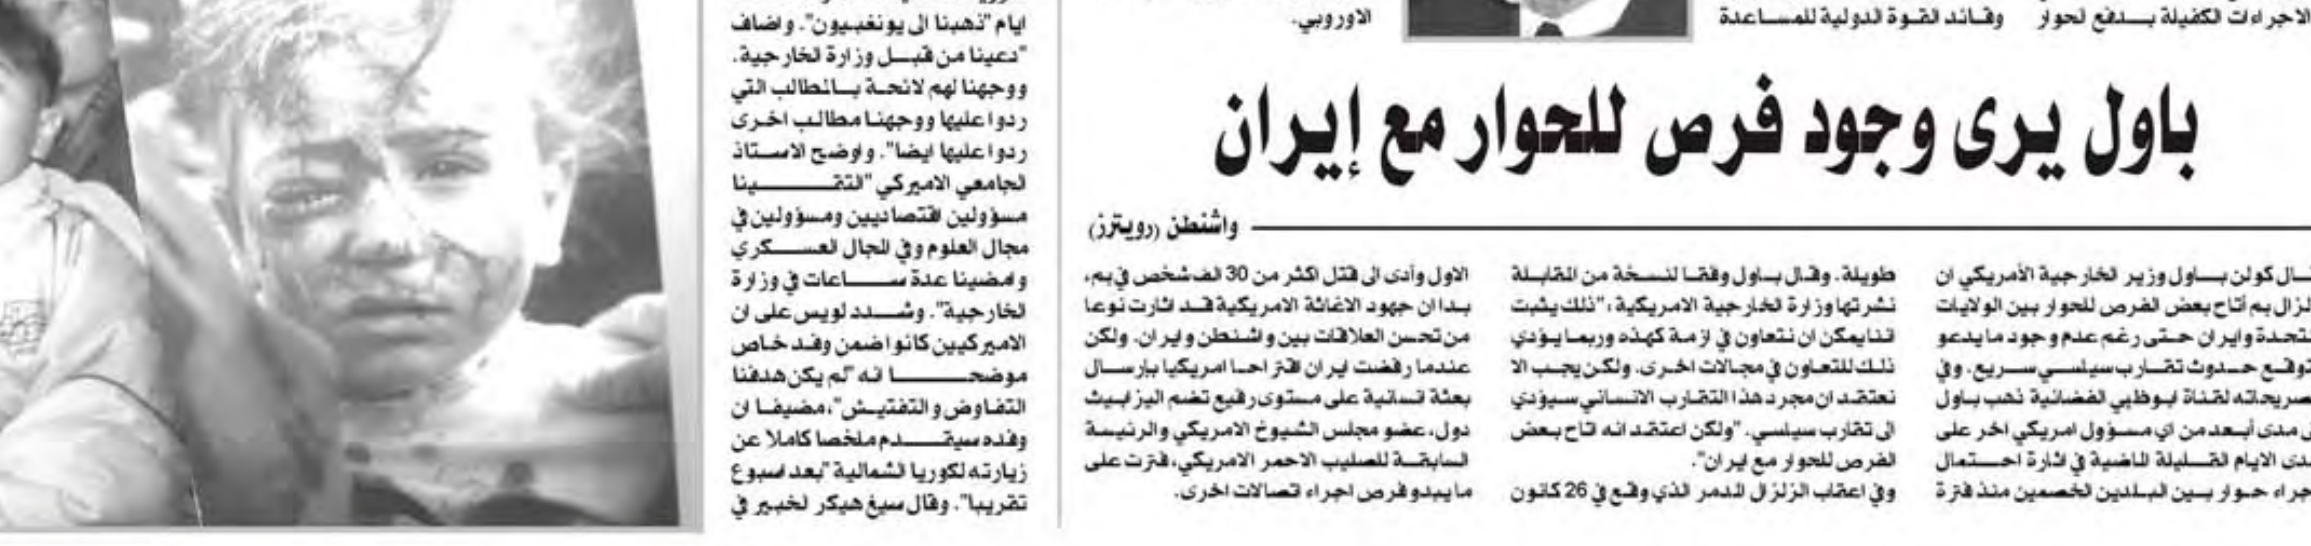 الاجراءات الكفيلة بدفع الحوار
وقائد القوة الدولية للمساعدة
الاوروبي.
باول يرى وجود فرص للحوار مع إيران
واشنطن (رويترز)
قال كولن باول وزير الخارجية الأمريكي ان
الزلزال بم أتاح بعض الفرص للحوار بين الولايات
المتحدة وايران حتى رغم عدم وجود ما يدعو
لتوقع حدوث تقارب سياسي سريع. وفي
تصريحاته لقناة ابوظبي الفضائية ذهب باول
الى مدى أبعد من اي مسؤول امريكي اخر على
مدى الايام القليلة الماضية في اثارة احتمال
اجراء حوار بين البلدين الخصمين منذ فترة
طويلة. وقال باول وفقا لنسخة من المقابلة
نشرتها وزارة الخارجية الامريكية، "ذلك يثبت
اننا يمكن ان نتعاون في ازمة كهذه وربما يؤدي
ذلك للتعاون في مجالات اخرى. ولكن يجب الا
نعتقد ان مجرد هذا التقارب الانساني سيؤدي
الى تقارب سياسي. "ولكن اعتقد انه اتاح بعض
الفرص للحوار مع ايران".
وفي اعقاب الزلزال المدمر الذي وقع في 26 كانون
الاول وأدى الى قتل اكثر من 30 الف شخص في بم،
بدا ان جهود الاغاثة الامريكية قد اثارت نوعا
من تحسن العلاقات بين واشنطن وايران. ولكن
عندما رفضت ايران اقتراحا امريكيا بارسال
بعثة انسانية على مستوى رفيع تضم اليزابيث
دول، عضو مجلس الشيوخ الامريكي والرئيسة
السابقة للصليب الاحمر الامريكي، فترت على
ما يبدو فرص اجراء اتصالات اخرى.
ايام "ذهبنا الى يونغبيون". واضاف
"دعينا من قبل وزارة الخارجية.
ووجهنا لهم لائحة بالمطالب التي
ردوا عليها ووجهنا مطالب اخرى
ردوا عليها ايضا". واوضح الاستاذ
الجامعي الاميركي "التقينا
مسؤولين اقتصاديين ومسؤولين في
مجال العلوم وفي المجال العسكري
وامضينا عدة ساعات في وزارة
الخارجية". وشدد لويس على ان
الاميركيين كانوا ضمن وفد خاص
موضحا انه "لم يكن هدفنا
التفاوض والتفتيش"، مضيفا ان
وفده سيقدم ملخصا كاملا عن
زيارته لكوريا الشمالية "بعد اسبوع
تقريبا". وقال سيغ هيكر الخبير في